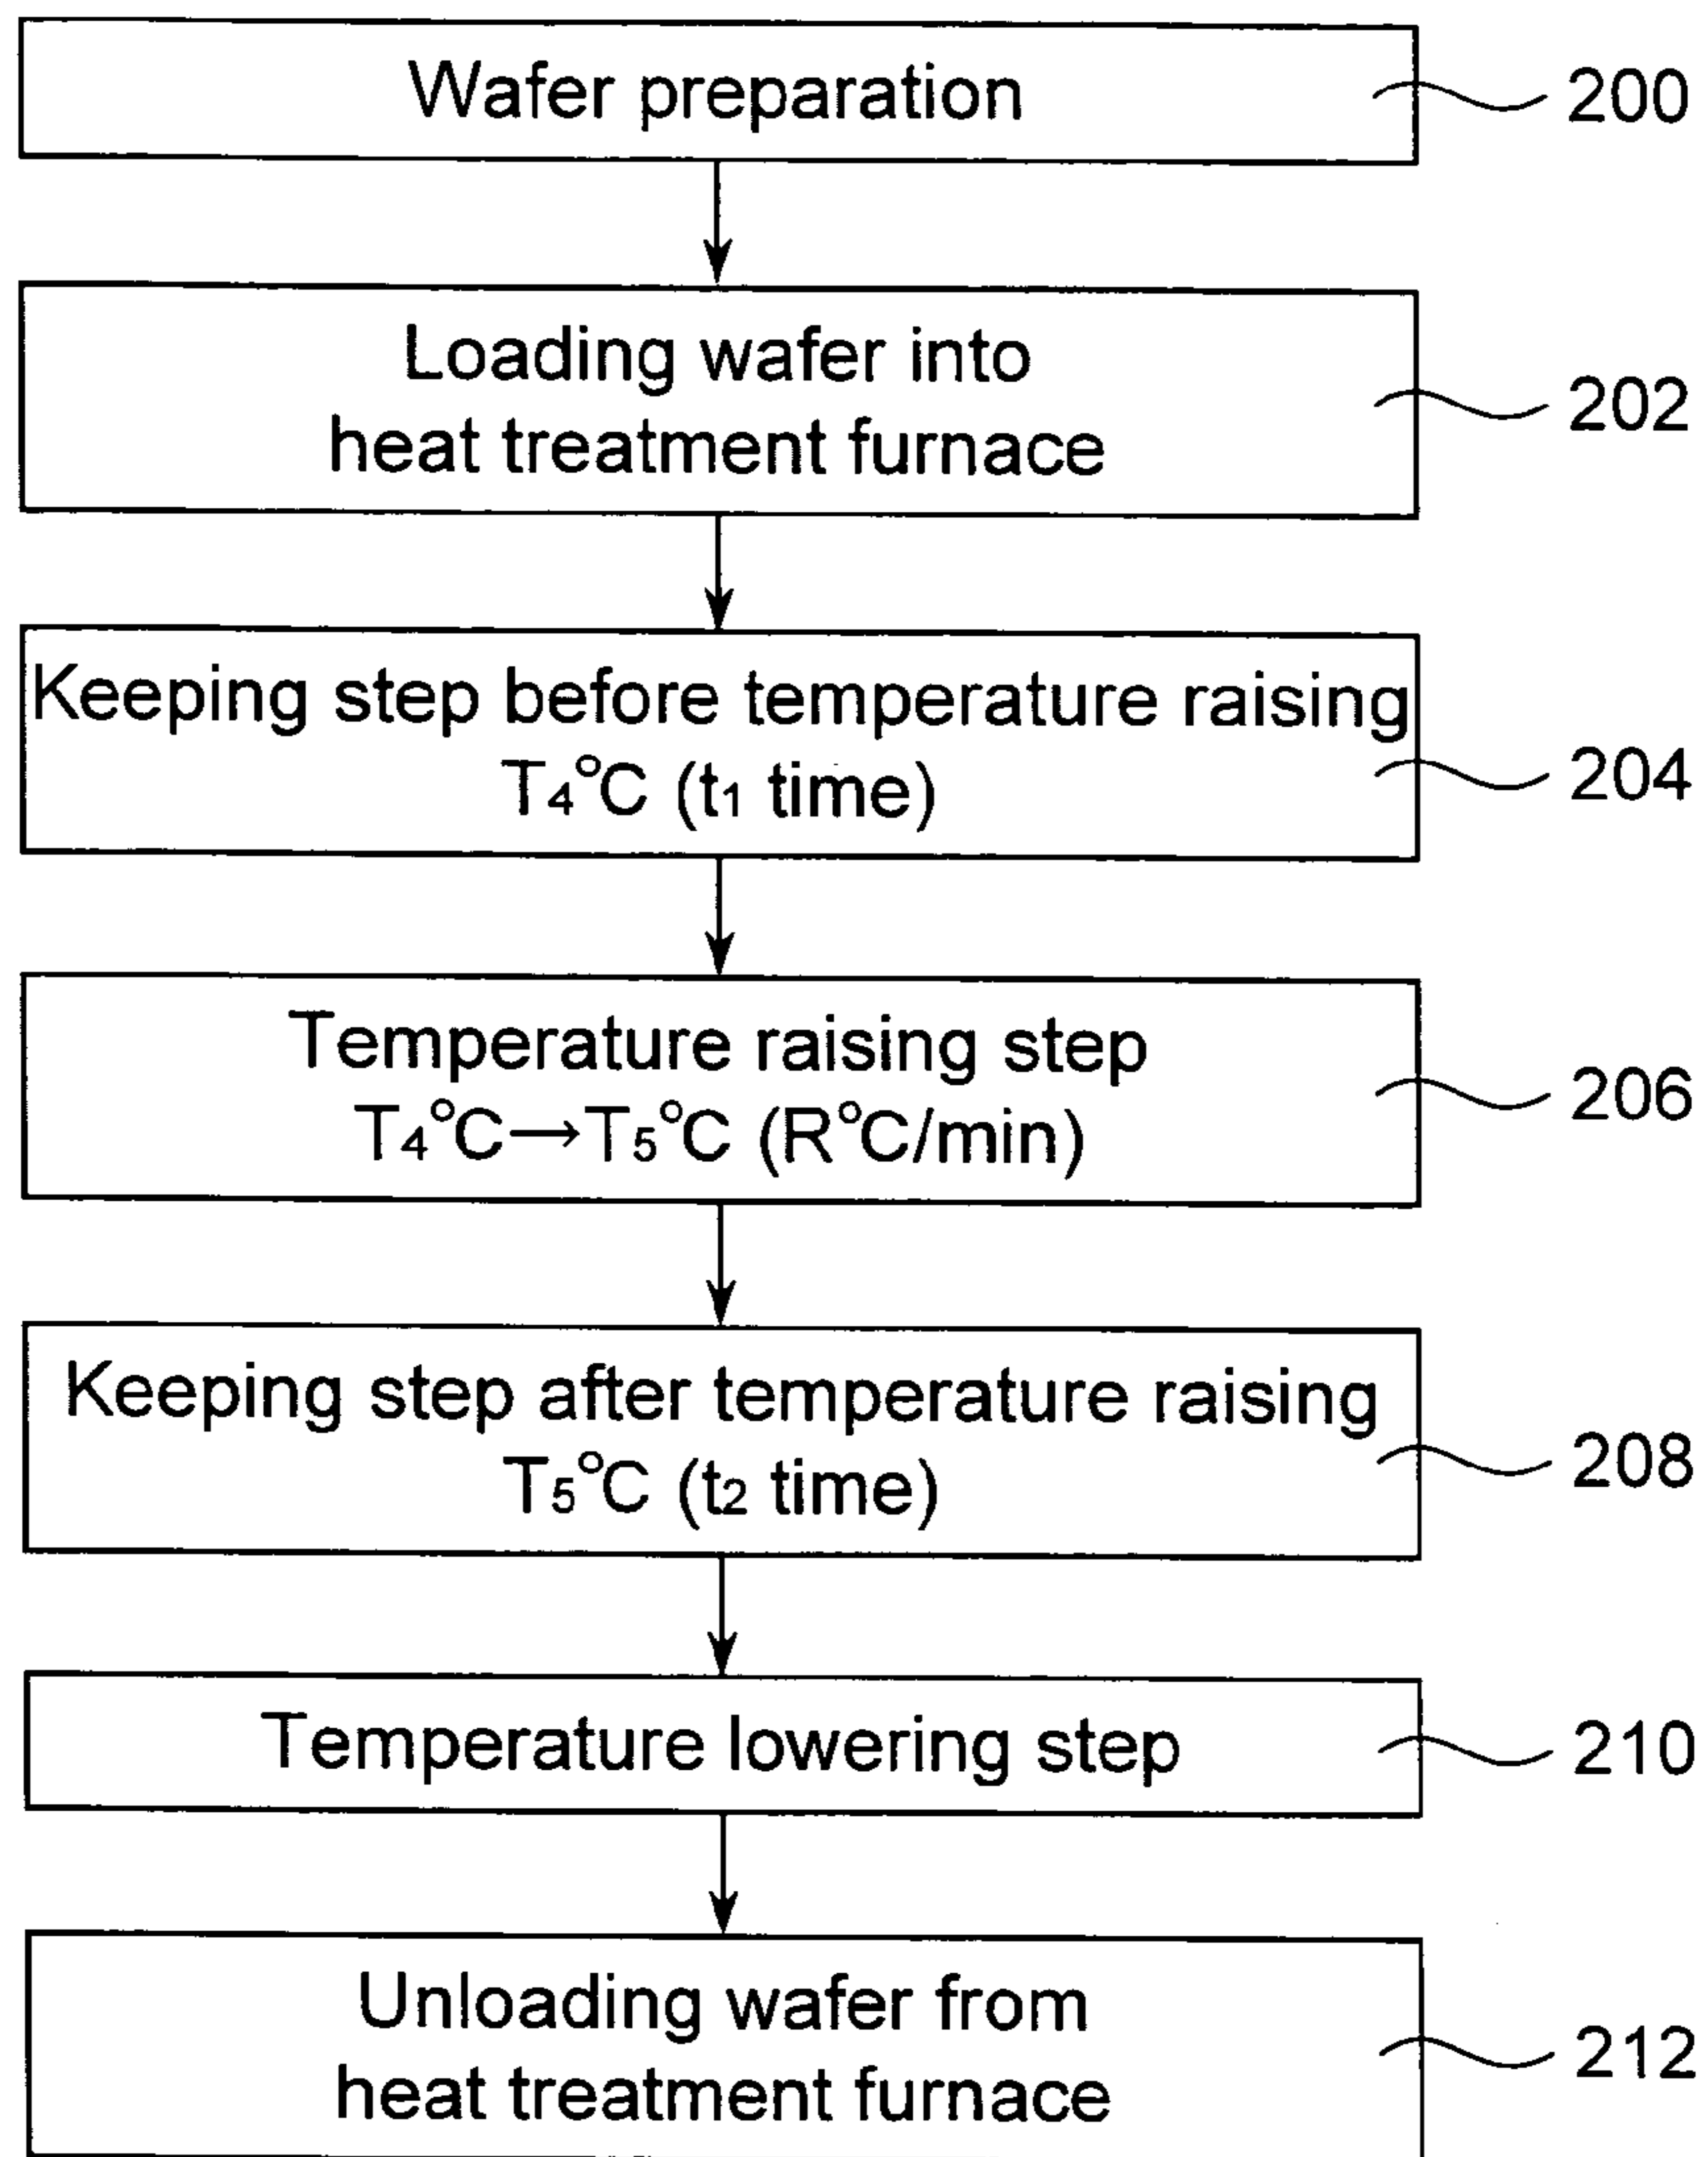 Wafer preparation
200
Loading wafer into
heat treatment furnace
202
Keeping step before temperature raising
T₄°C (t₁ time)
204
Temperature raising step
T₄°C→T₅°C (R°C/min)
206
Keeping step after temperature raising
T₅°C (t₂ time)
208
Temperature lowering step
210
Unloading wafer from
heat treatment furnace
212